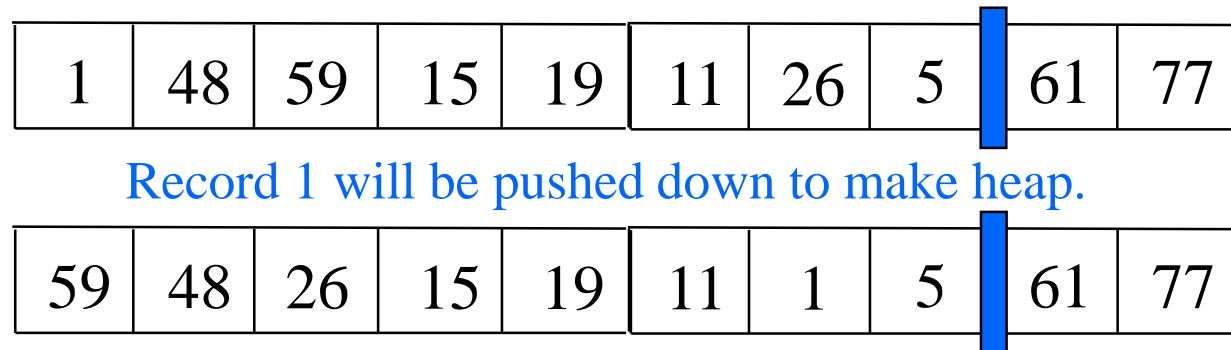 1 48 59 15 19 11 26 5 61 77
Record 1 will be pushed down to make heap.
59 48 26 15 19 11 1 5 61 77